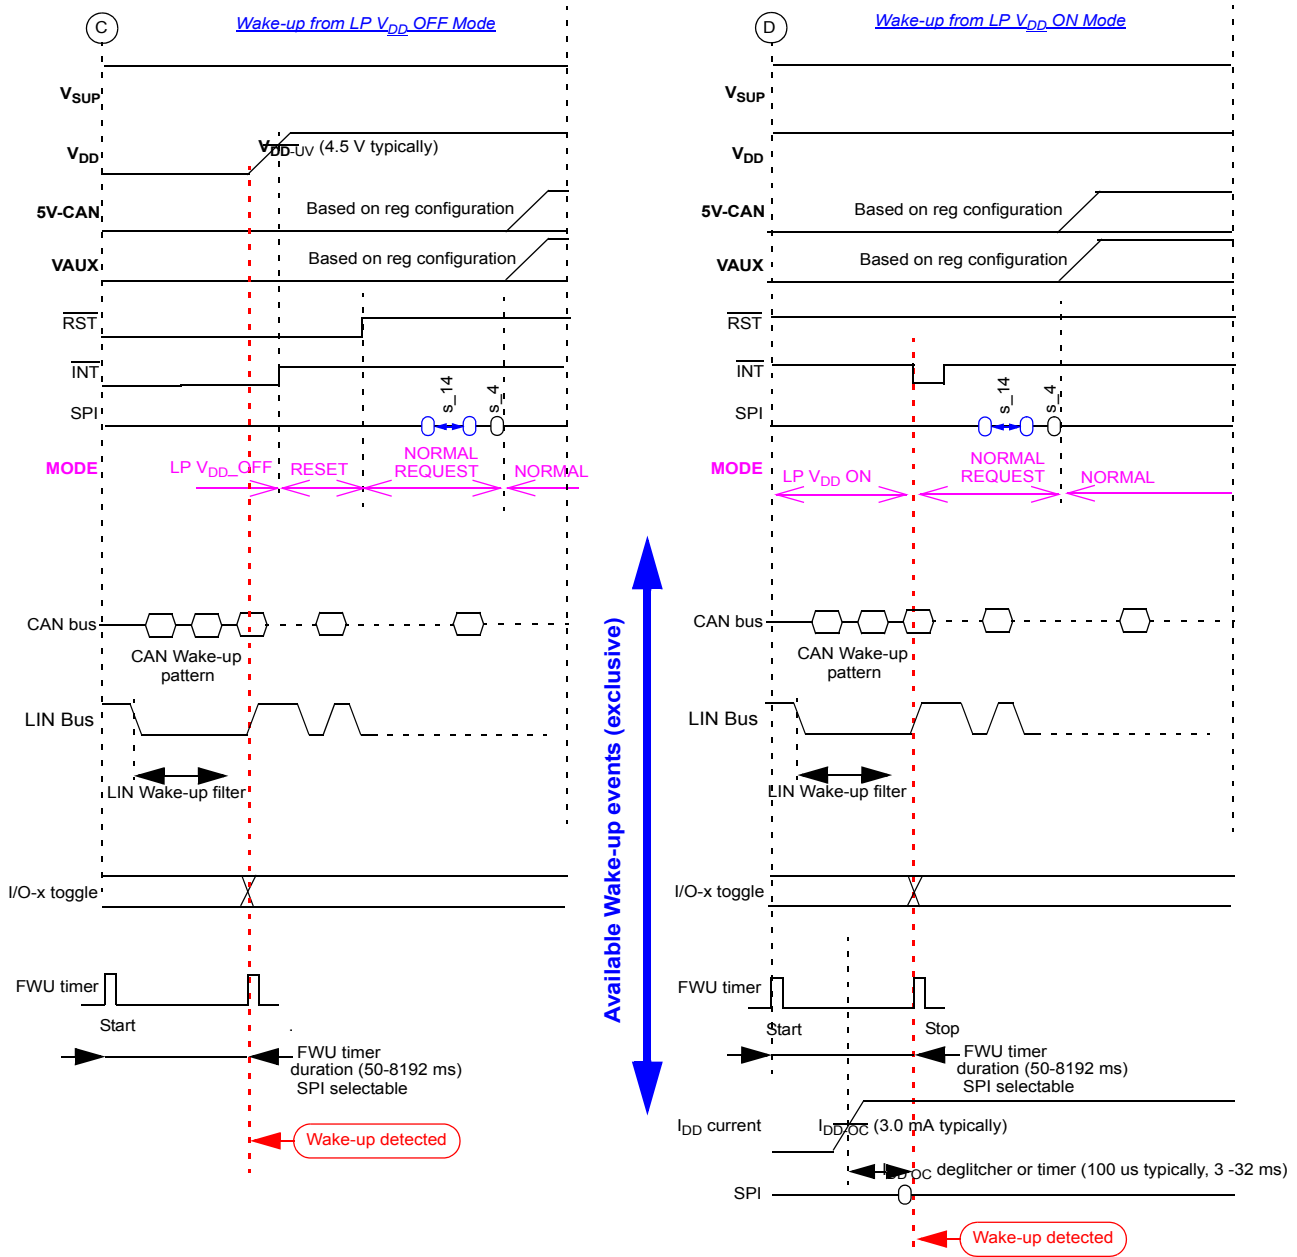 C
Wake-up from LP VDD OFF Mode
VSUP
VDD
VDD-UV (4.5 V typically)
5V-CAN
Based on reg configuration
VAUX
Based on reg configuration
RST
INT
SPI
s_14
s_4
MODE
LP VDD_OFF
RESET
NORMAL
REQUEST
NORMAL
CAN bus
CAN Wake-up
pattern
LIN Bus
LIN Wake-up filter
I/O-x toggle
FWU timer
Start
FWU timer
duration (50-8192 ms)
SPI selectable
Wake-up detected
Available Wake-up events (exclusive)
D
Wake-up from LP VDD ON Mode
VSUP
VDD
5V-CAN
Based on reg configuration
VAUX
Based on reg configuration
RST
INT
SPI
s_14
s_4
MODE
LP VDD ON
NORMAL
REQUEST
NORMAL
CAN bus
CAN Wake-up
pattern
LIN Bus
LIN Wake-up filter
I/O-x toggle
FWU timer
Start
Stop
FWU timer
duration (50-8192 ms)
SPI selectable
IDD current
IDD-OC (3.0 mA typically)
IDD-OC deglitcher or timer (100 us typically, 3 -32 ms)
SPI
Wake-up detected